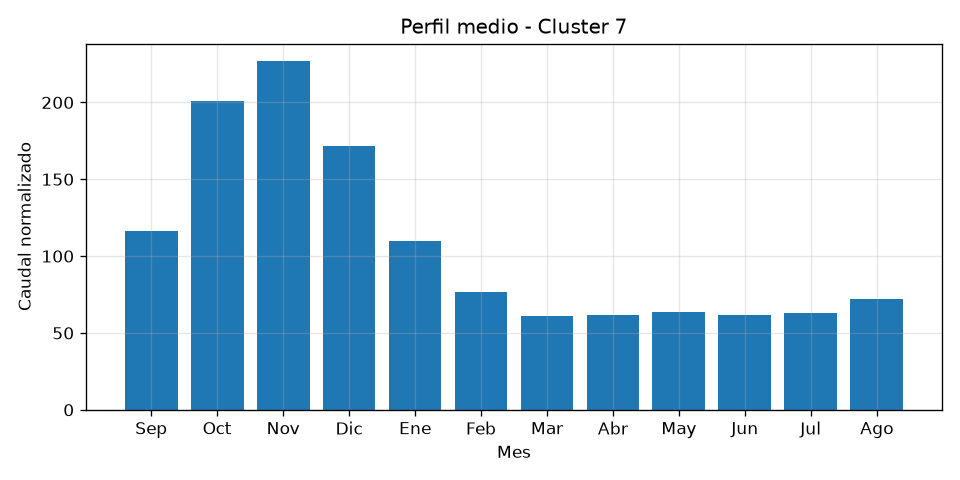 Perfil medio - Cluster 7
Caudal normalizado
200
150
100
50
0
Sep Oct Nov Dic Ene Feb Mar Abr May Jun Jul Ago
Mes